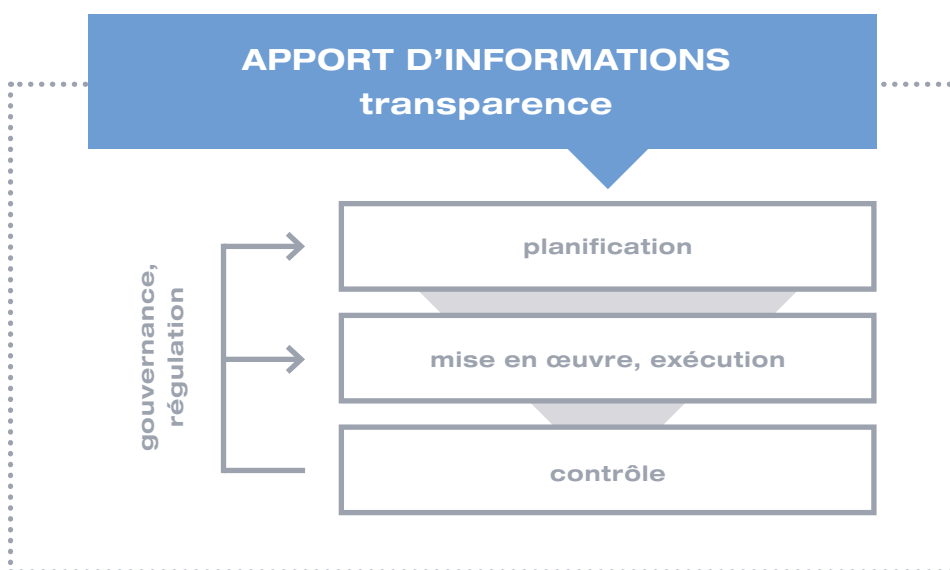 APPORT D’INFORMATIONS
transparence
planification
gouvernance,
régulation
mise en œuvre, exécution
contrôle